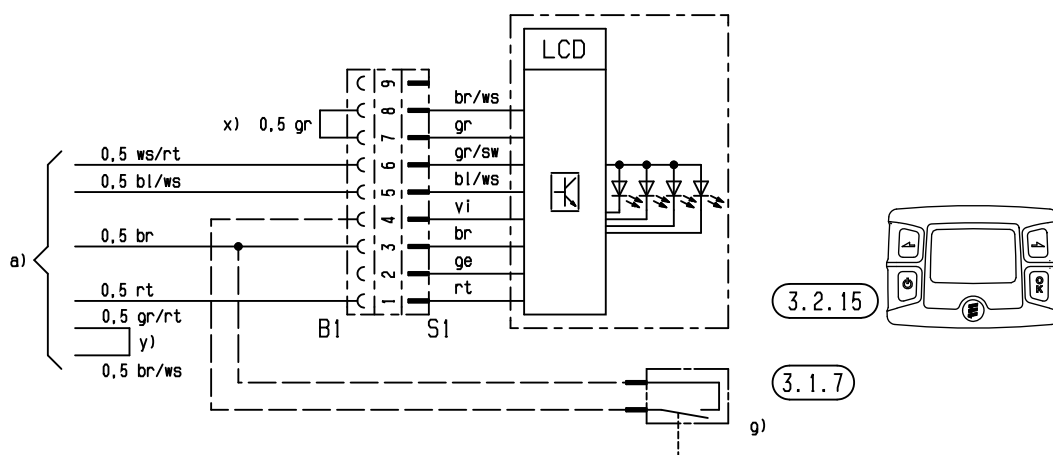 LCD
9
8
7
6
5
4
3
2
1
br/ws
gr
gr/sw
bl/ws
vi
br
ge
rt
x) 0,5 gr
0,5 ws/rt
0,5 bl/ws
0,5 br
a)
0,5 rt
0,5 gr/rt
y)
0,5 br/ws
B1
S1
3.2.15
OK
3.1.7
g)